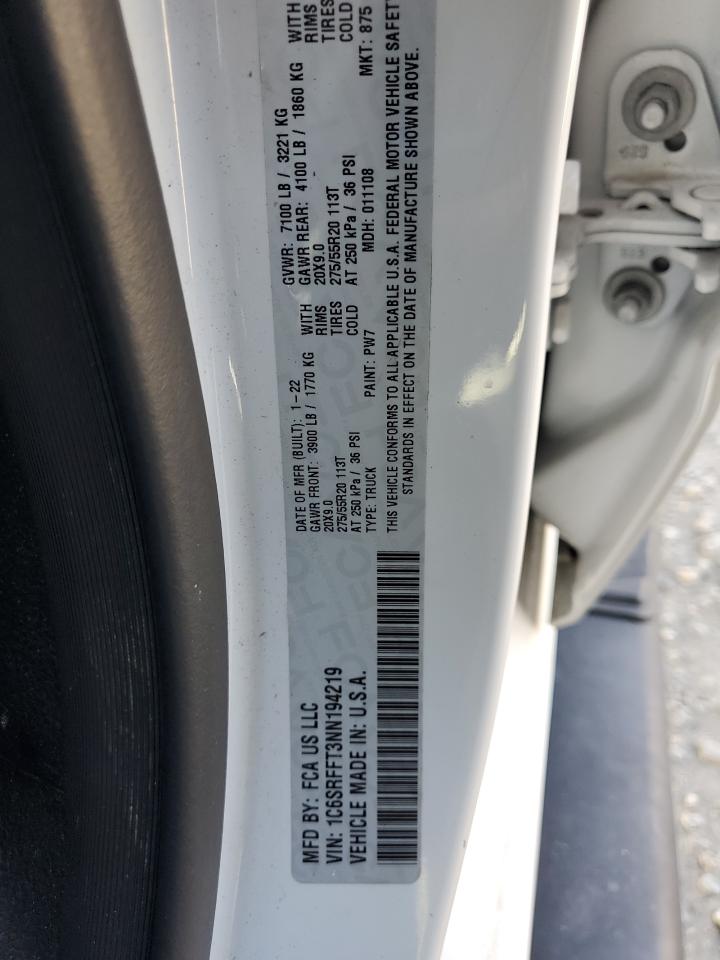 MFD BY: FCA US LLC
VIN: 1C6SRFFT3NN194219
VEHICLE MADE IN: U.S.A.
DATE OF MFR (BUILT): 1-22
GAWR FRONT: 3900 LB / 1770 KG WITH
20X9.0 RIMS
275/55R20 113T TIRES
AT 250 kPa / 36 PSI COLD
TYPE: TRUCK PAINT: PW7
GVWR: 7100 LB / 3221 KG
GAWR REAR: 4100 LB / 1860 KG WITH
20X9.0 RIMS
275/55R20 113T TIRES
AT 250 kPa / 36 PSI COLD
MDH: 011108 MKT: 875
THIS VEHICLE CONFORMS TO ALL APPLICABLE U.S.A. FEDERAL MOTOR VEHICLE SAFETY
STANDARDS IN EFFECT ON THE DATE OF MANUFACTURE SHOWN ABOVE.